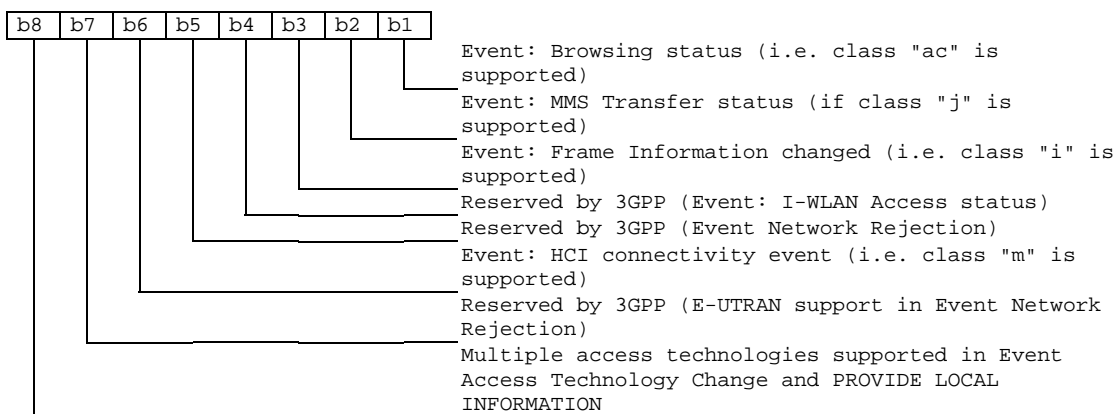 b8 b7 b6 b5 b4 b3 b2 b1
Event: Browsing status (i.e. class "ac" is
supported)
Event: MMS Transfer status (if class "j" is
supported)
Event: Frame Information changed (i.e. class "i" is
supported)
Reserved by 3GPP (Event: I-WLAN Access status)
Reserved by 3GPP (Event Network Rejection)
Event: HCI connectivity event (i.e. class "m" is
supported)
Reserved by 3GPP (E-UTRAN support in Event Network
Rejection)
Multiple access technologies supported in Event
Access Technology Change and PROVIDE LOCAL
INFORMATION